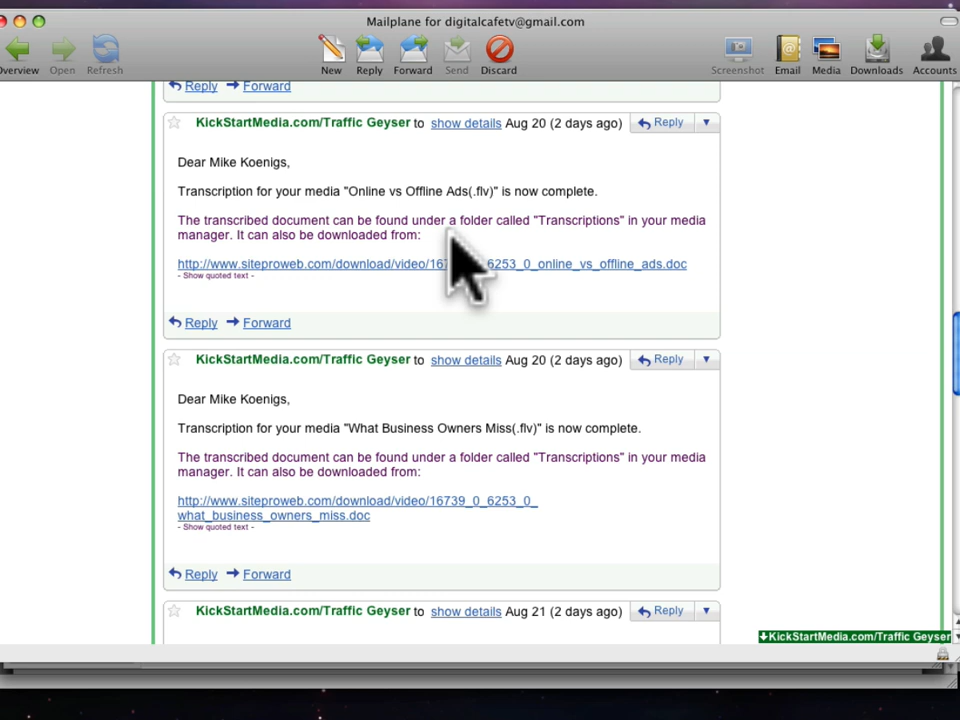 Mailplane for digitalcafetv@gmail.com
Overview Open Refresh New Reply Forward Send Discard Screenshot Email Media Downloads Accounts
Reply Forward
KickStartMedia.com/Traffic Geyser to show details Aug 20 (2 days ago) Reply
Dear Mike Koenigs,
Transcription for your media "Online vs Offline Ads(.flv)" is now complete.
The transcribed document can be found under a folder called "Transcriptions" in your media
manager. It can also be downloaded from:
http://www.siteproweb.com/download/video/167 6253_0_online_vs_offline_ads.doc
- Show quoted text -
Reply Forward
KickStartMedia.com/Traffic Geyser to show details Aug 20 (2 days ago) Reply
Dear Mike Koenigs,
Transcription for your media "What Business Owners Miss(.flv)" is now complete.
The transcribed document can be found under a folder called "Transcriptions" in your media
manager. It can also be downloaded from:
http://www.siteproweb.com/download/video/16739_0_6253_0_
what_business_owners_miss.doc
- Show quoted text -
Reply Forward
KickStartMedia.com/Traffic Geyser to show details Aug 21 (2 days ago) Reply
KickStartMedia.com/Traffic Geyser